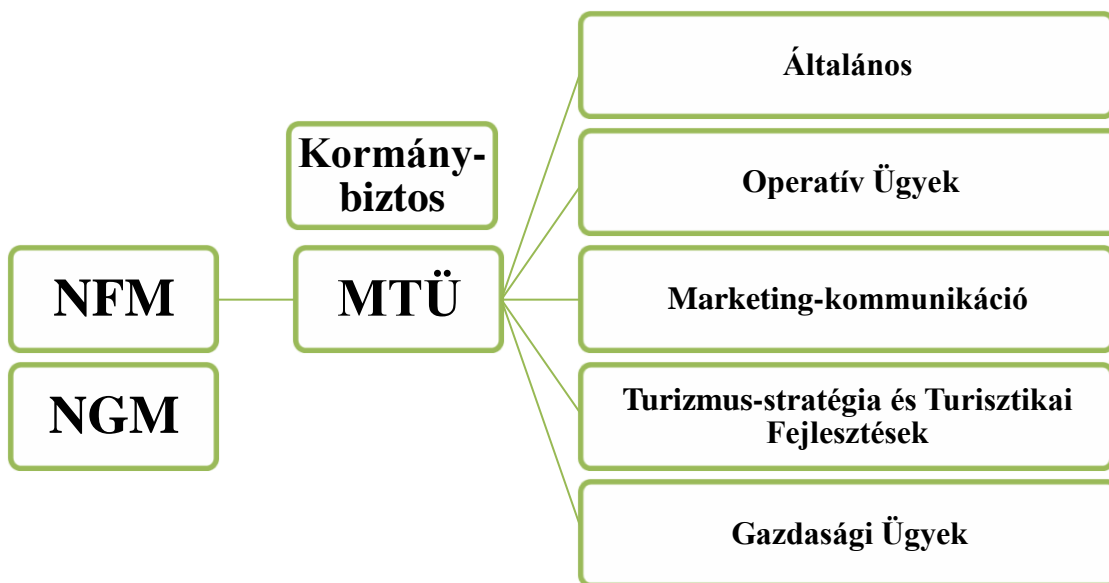 NFM
NGM
Kormány-
biztos
MTÜ
Általános
Operatív Ügyek
Marketing-kommunikáció
Turizmus-stratégia és Turisztikai
Fejlesztések
Gazdasági Ügyek